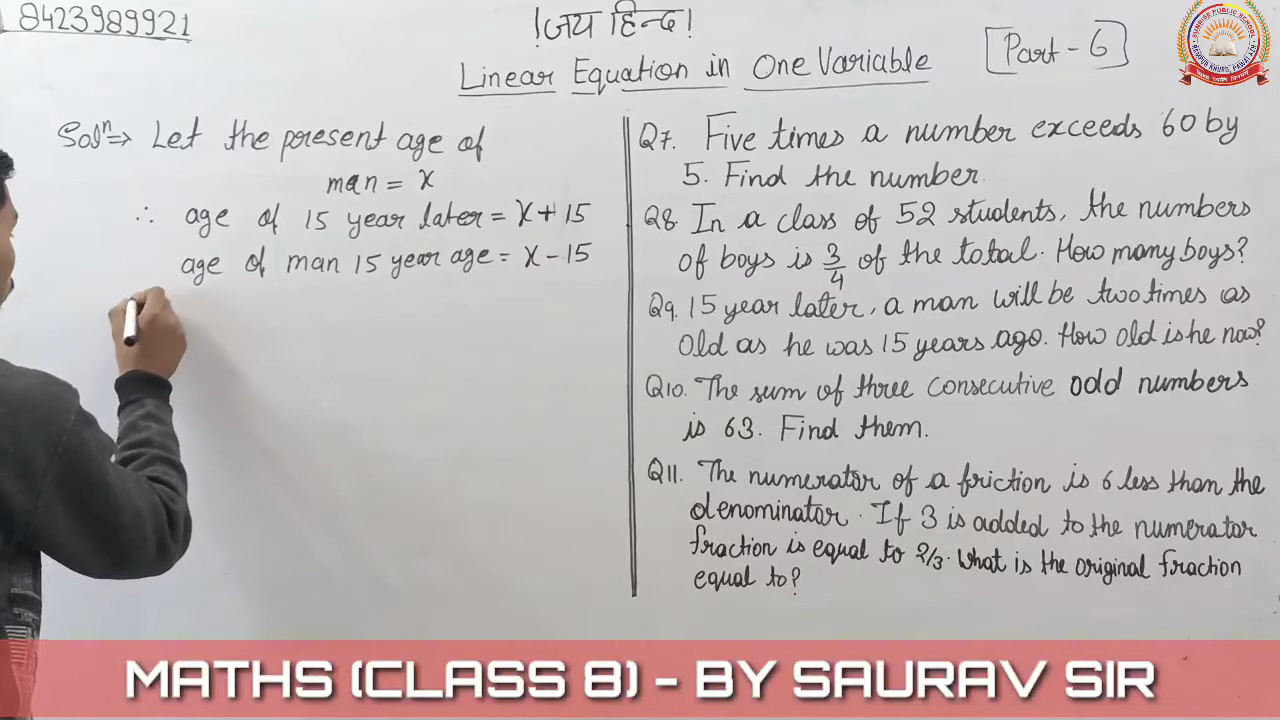 8423989921
!जय हिन्द!
Linear Equation in One Variable
Part - 6
SUNRISE PUBLIC SCHOOL
Solⁿ ⇒ Let the present age of
man = x
∴ age of 15 year later = x + 15
age of man 15 year age = x - 15
Q7. Five times a number exceeds 60 by
5. Find the number.
Q8. In a class of 52 students, the numbers
of boys is 3/4 of the total. How many boys?
Q9. 15 year later, a man will be two times as
Old as he was 15 years ago. How old is he now?
Q10. The sum of three consecutive odd numbers
is 63. Find them.
Q11. The numerator of a friction is 6 less than the
denominator. If 3 is added to the numerator
fraction is equal to 2/3. What is the original fraction
equal to?
MATHS (CLASS 8) - BY SAURAV SIR